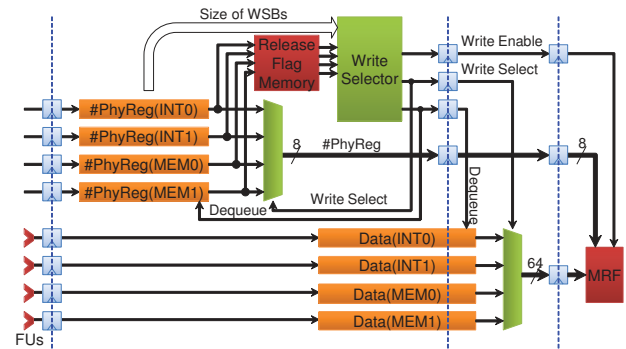 Size of WSBs
Release
Flag
Memory
Write
Selector
Write Enable
Write Select
#PhyReg(INT0)
#PhyReg(INT1)
#PhyReg(MEM0)
#PhyReg(MEM1)
8
#PhyReg
8
Dequeue
Write Select
Dequeue
Data(INT0)
Data(INT1)
Data(MEM0)
Data(MEM1)
64
MRF
FUs